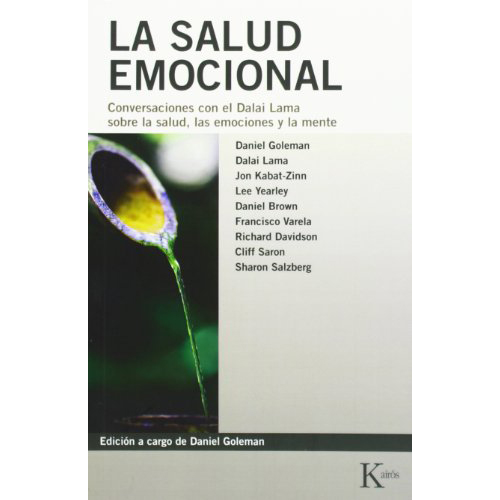 LA SALUD
EMOCIONAL
Conversaciones con el Dalai Lama
sobre la salud, las emociones y la mente
Daniel Goleman
Dalai Lama
Jon Kabat-Zinn
Lee Yearley
Daniel Brown
Francisco Varela
Richard Davidson
Cliff Saron
Sharon Salzberg
Edición a cargo de Daniel Goleman
Kairós